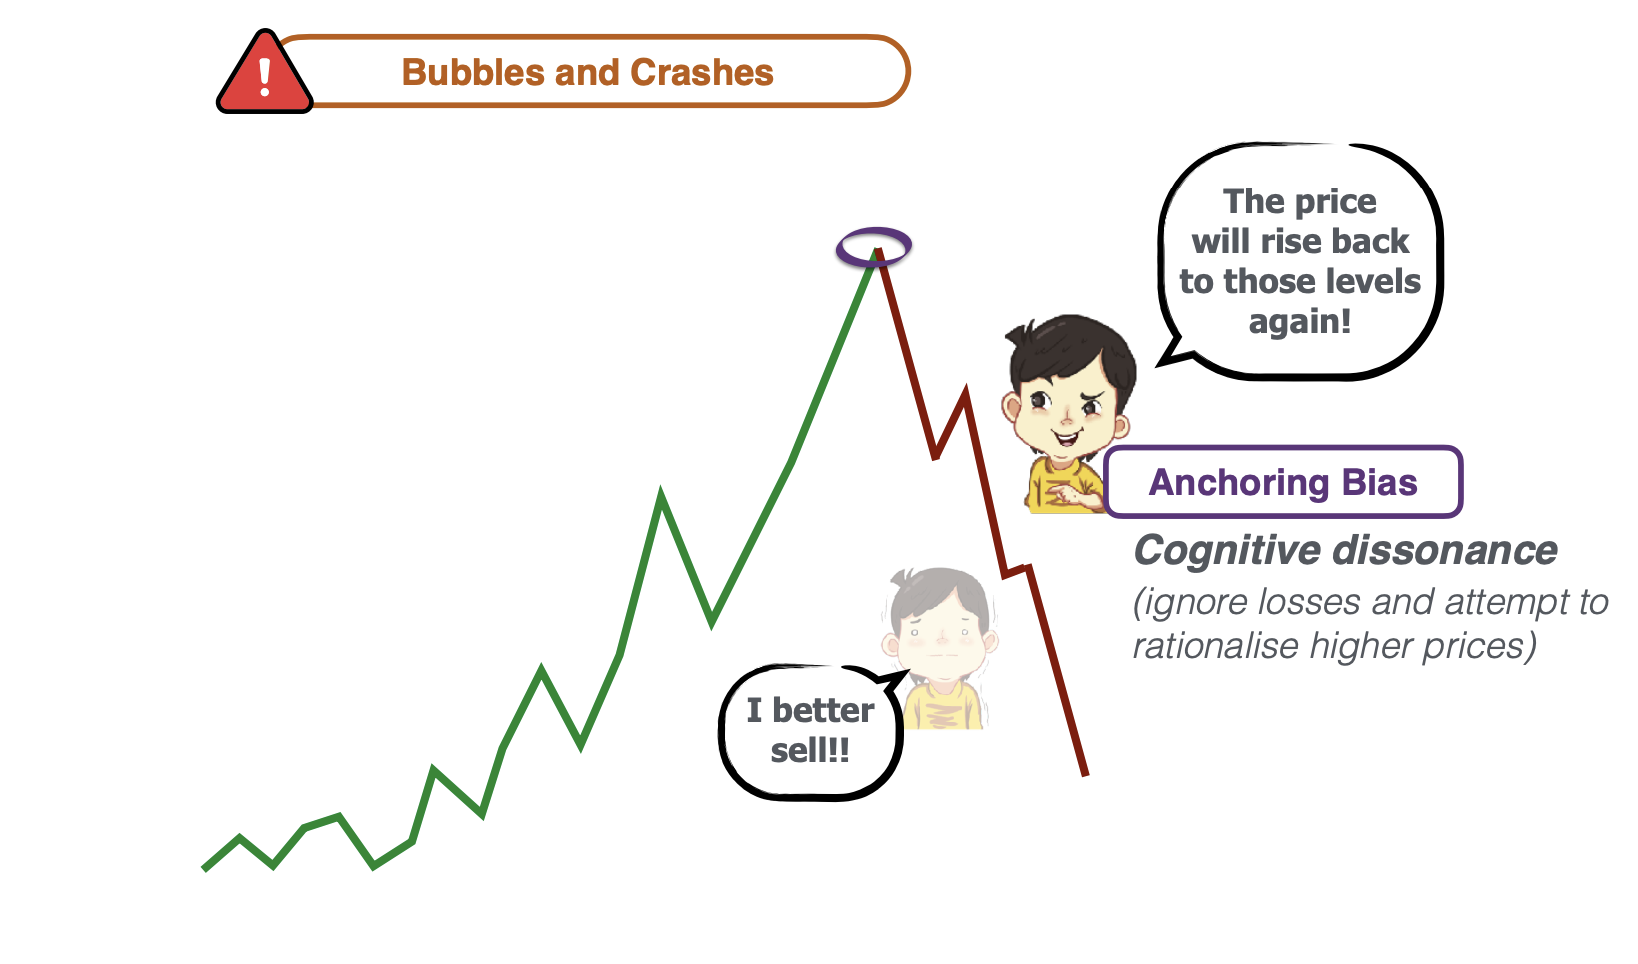 !
Bubbles and Crashes
The price
will rise back
to those levels
again!
Anchoring Bias
Cognitive dissonance
(ignore losses and attempt to
rationalise higher prices)
I better
sell!!